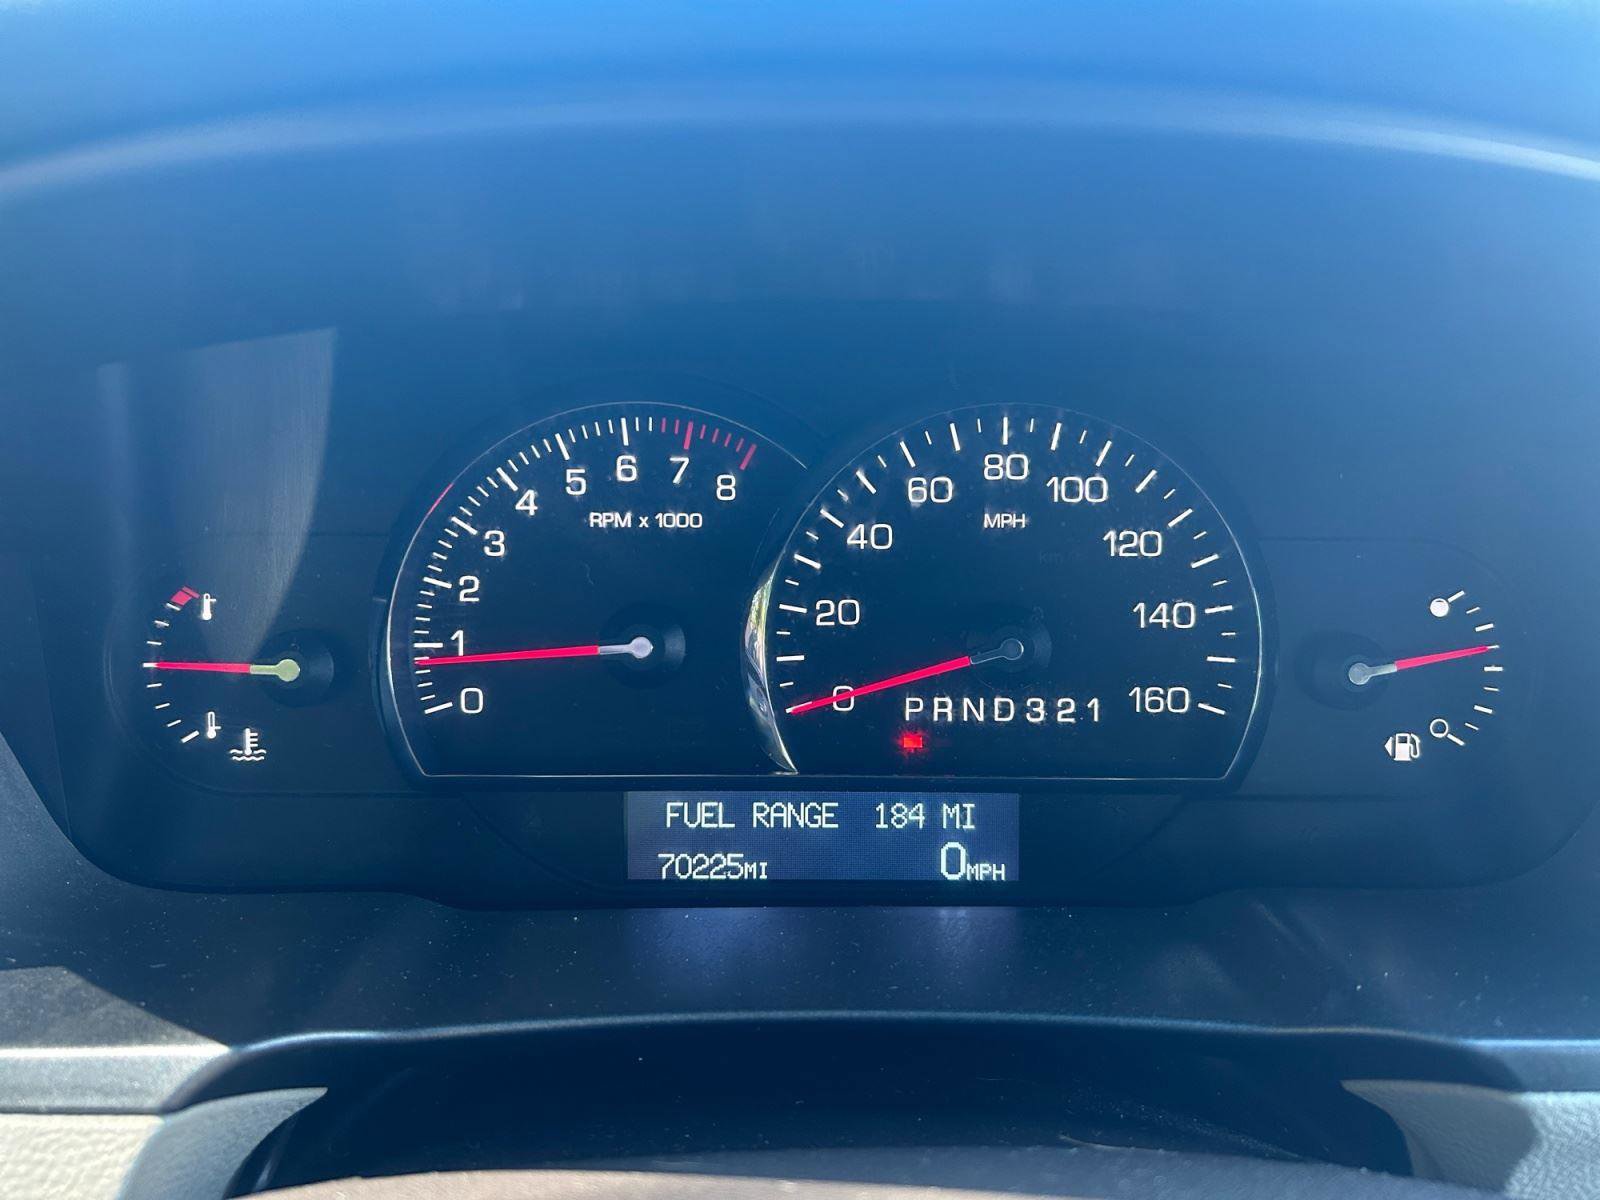 0 1 2 3 4 5 6 7 8
RPM x 1000
0 20 40 60 80 100 120 140 160
MPH
PRND321
FUEL RANGE 184 MI
70225MI 0MPH